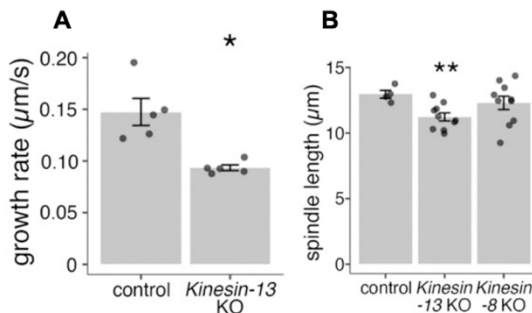 A
*
growth rate (μm/s)
0.20
0.15
0.10
0.05
0
control
Kinesin-13
KO
B
**
spindle length (μm)
15
10
5
0
control
Kinesin
-13 KO
Kinesin
-8 KO